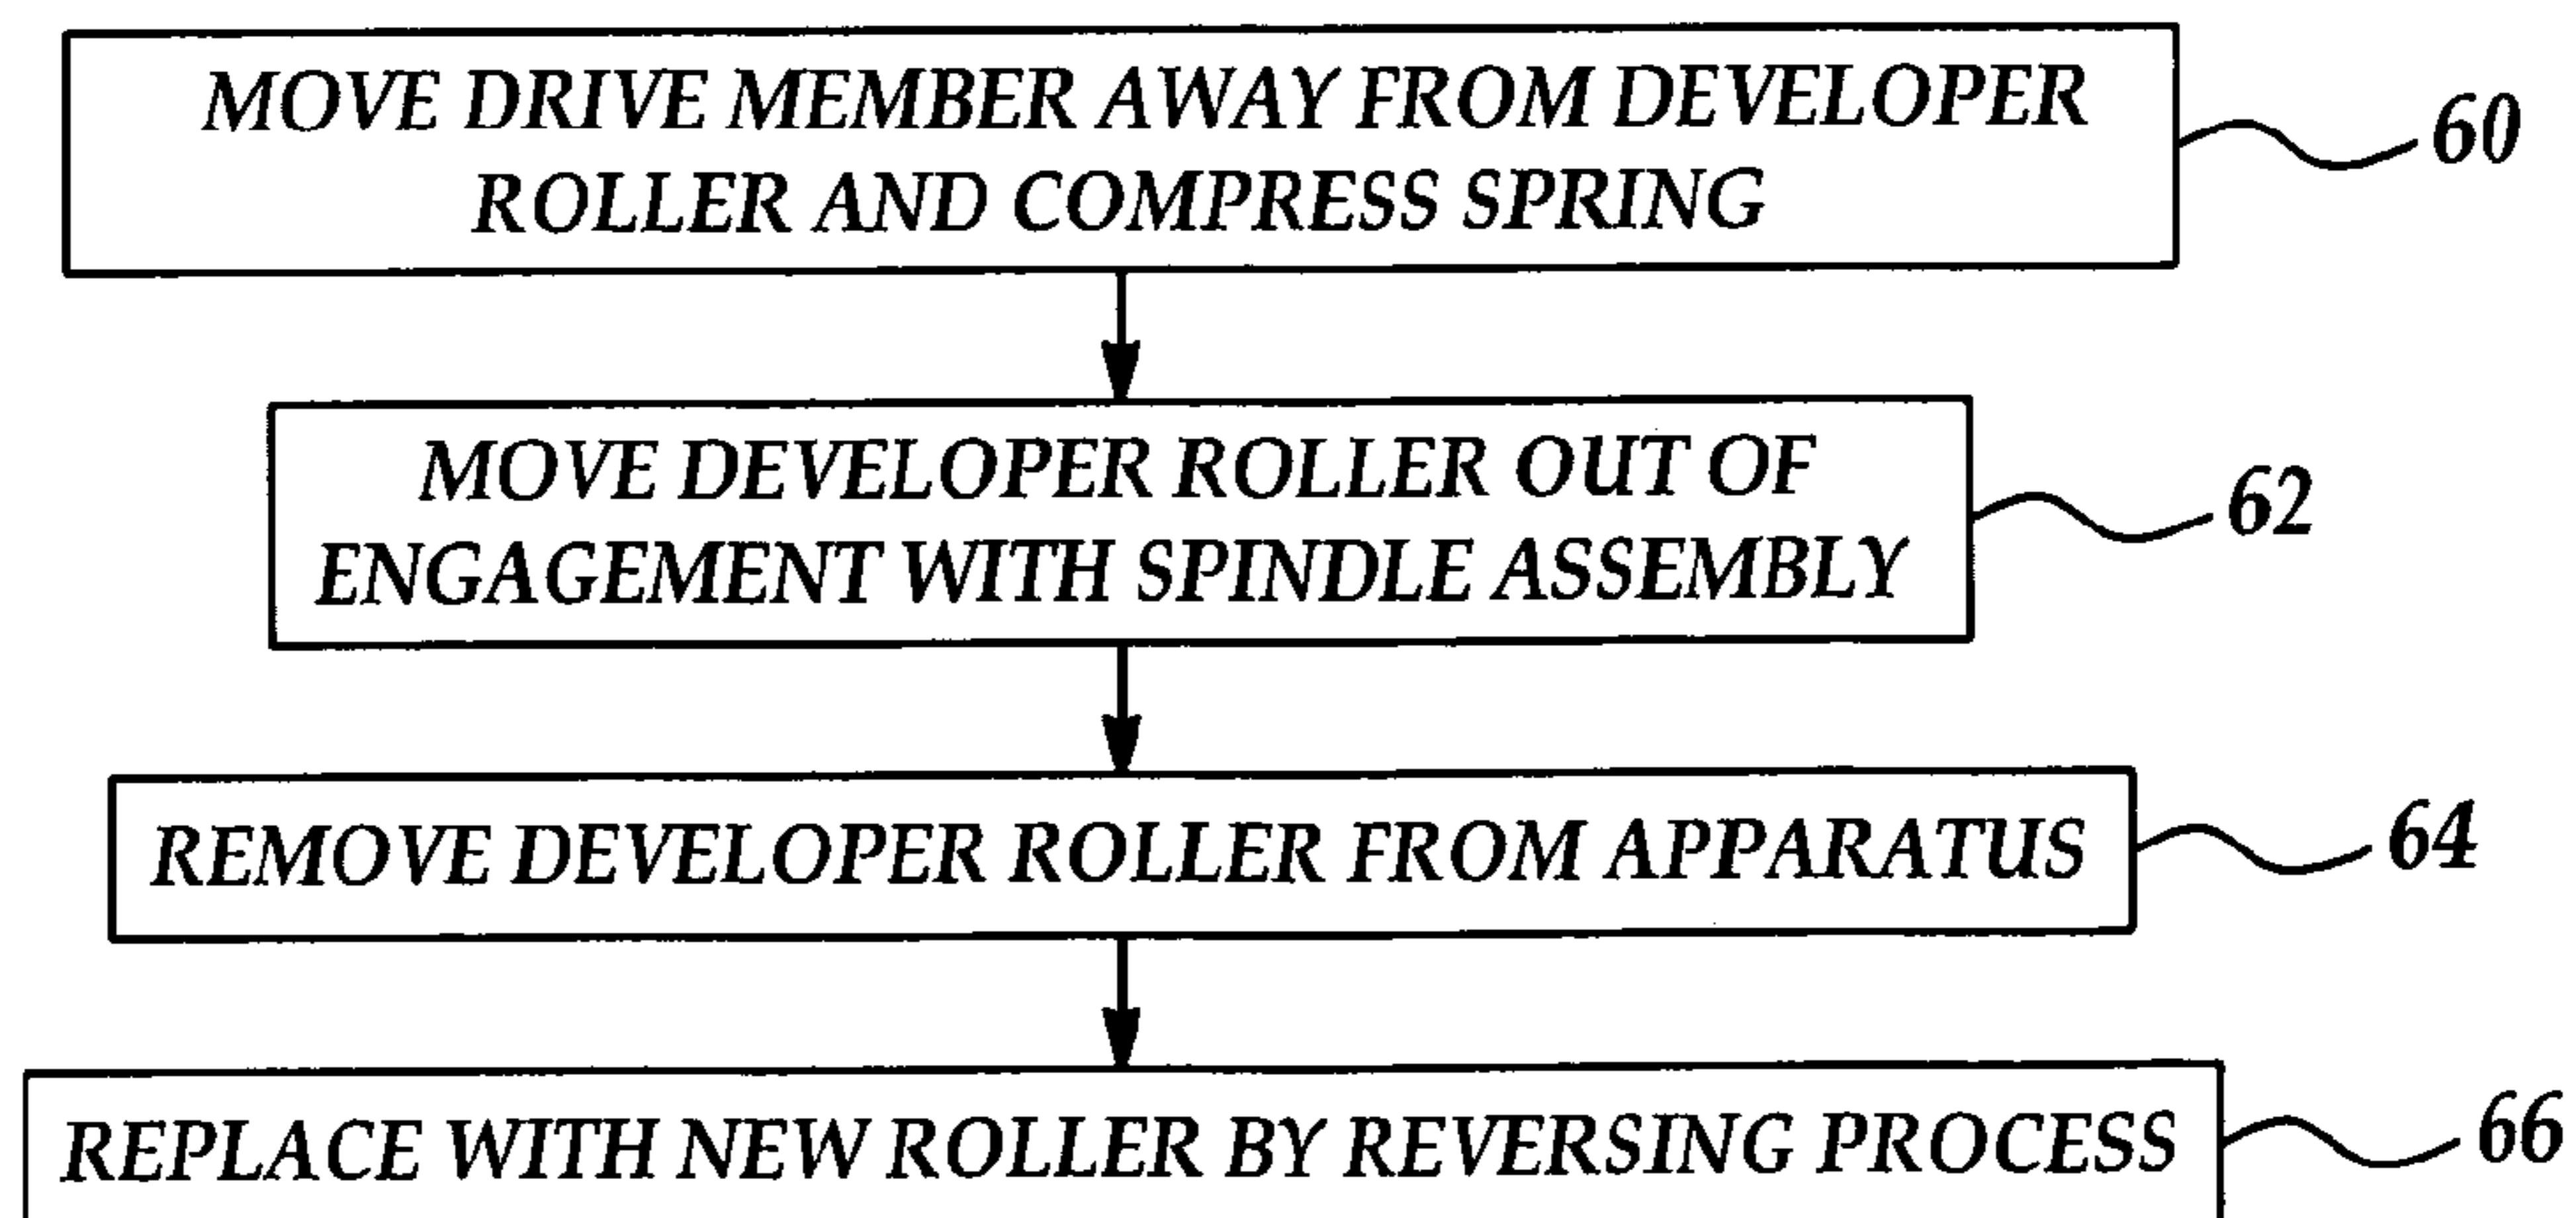 MOVE DRIVE MEMBER AWAY FROM DEVELOPER
ROLLER AND COMPRESS SPRING
60
MOVE DEVELOPER ROLLER OUT OF
ENGAGEMENT WITH SPINDLE ASSEMBLY
62
REMOVE DEVELOPER ROLLER FROM APPARATUS
64
REPLACE WITH NEW ROLLER BY REVERSING PROCESS
66